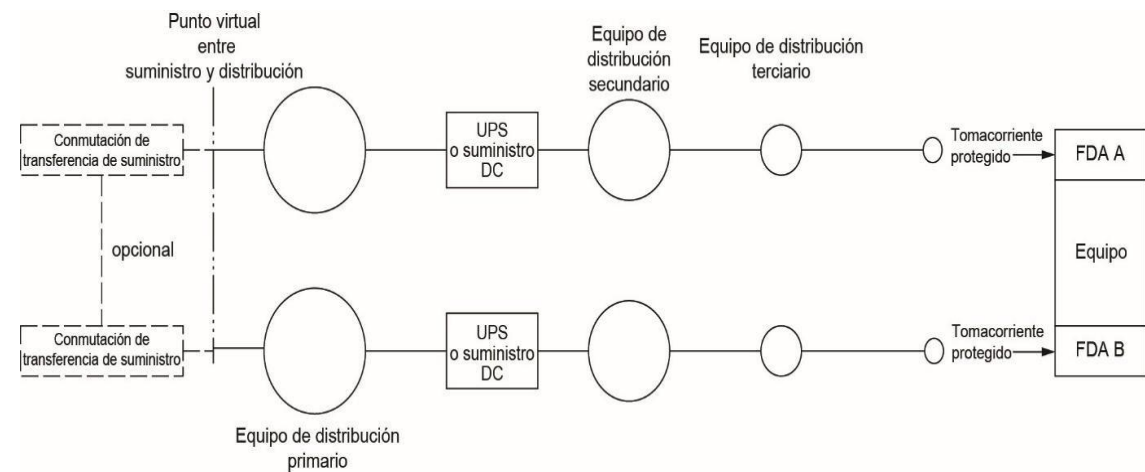 Punto virtual
entre
suministro y distribución
Equipo de
distribución
secundario
Equipo de distribución
terciario
Conmutación de
transferencia de suministro
UPS
o suministro
DC
Tomacorriente
protegido
FDA A
opcional
Equipo
Conmutación de
transferencia de suministro
UPS
o suministro
DC
Tomacorriente
protegido
FDA B
Equipo de distribución
primario